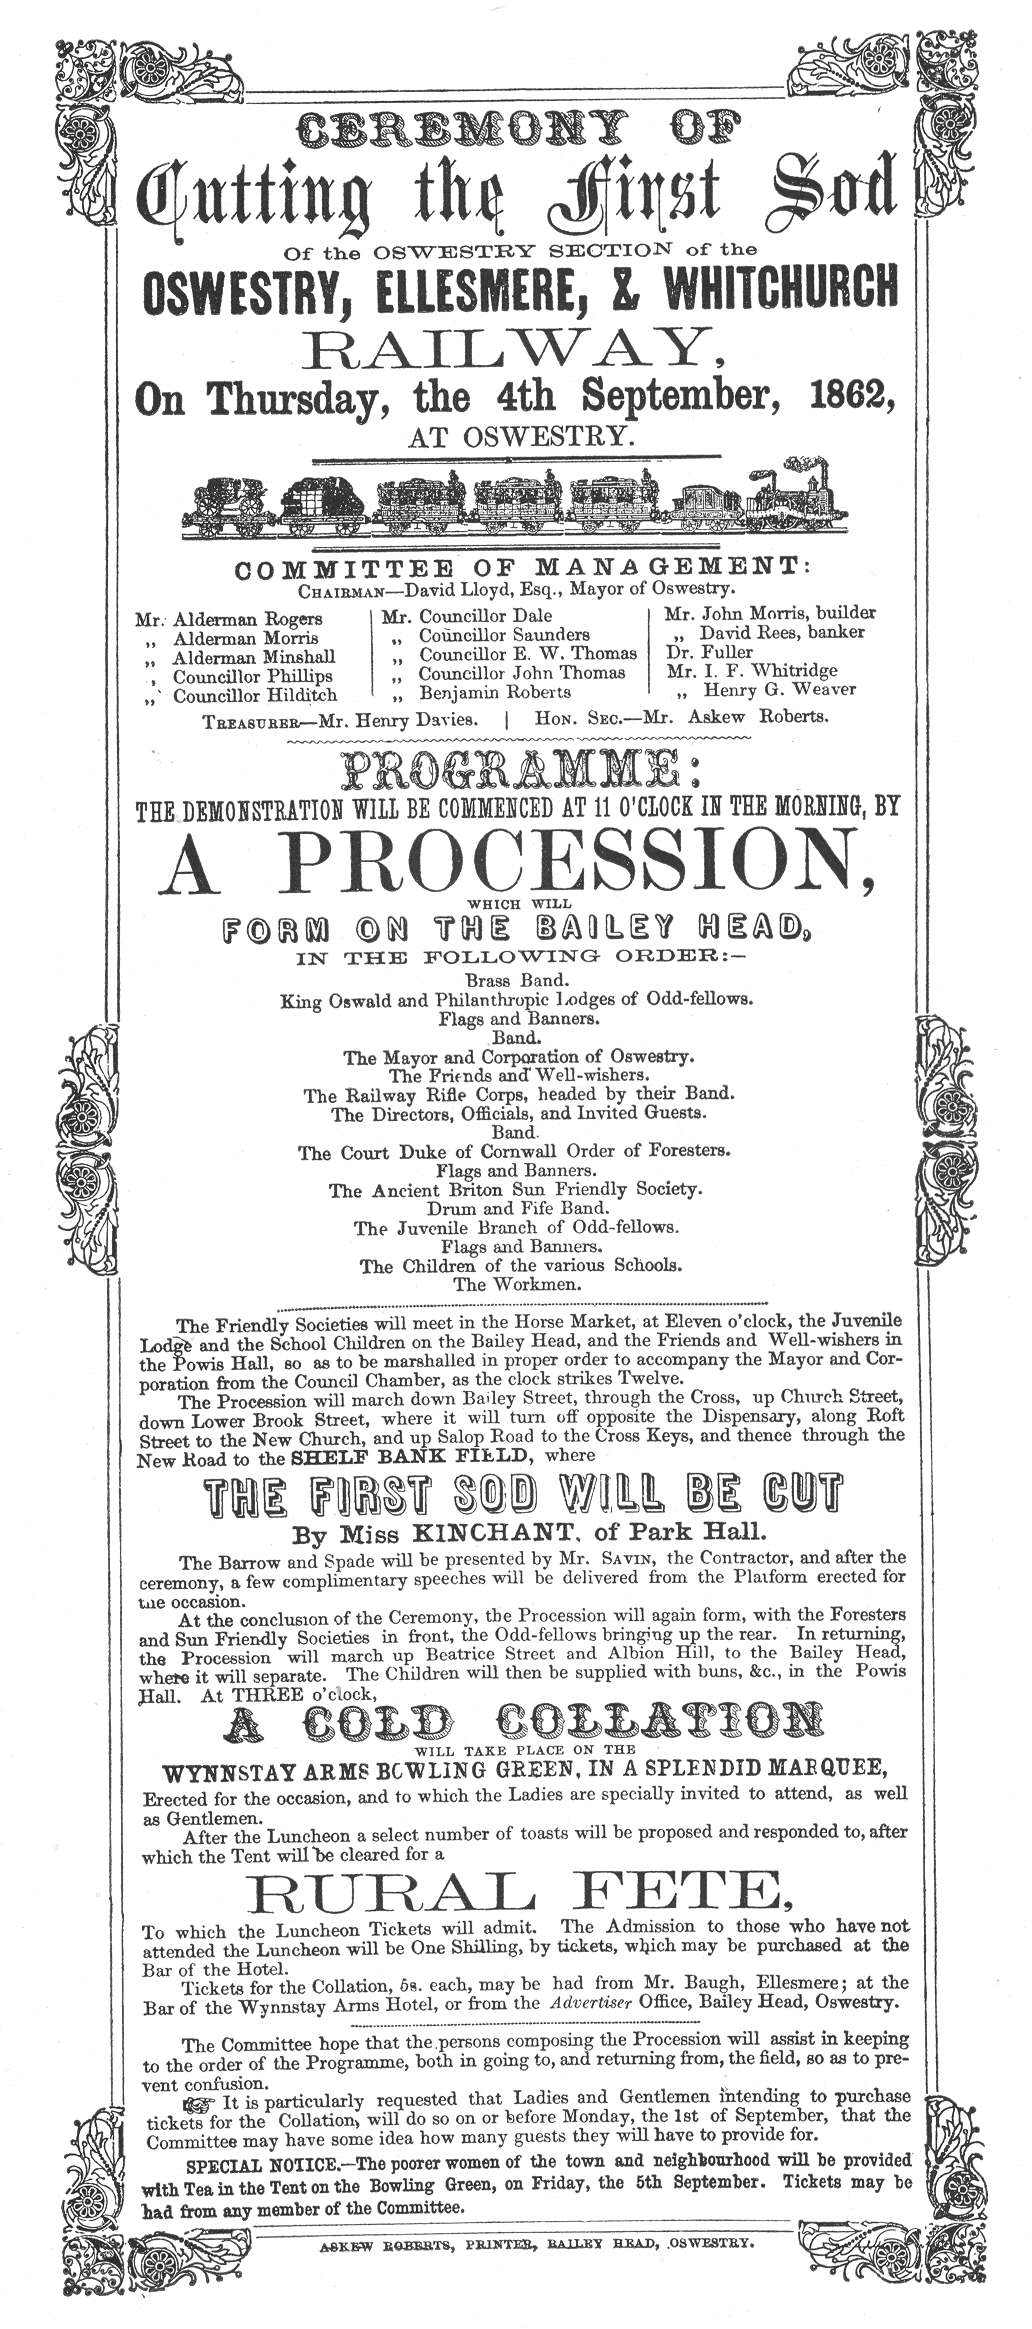 CEREMONY OF
Cutting the First Sod
Of the OSWESTRY SECTION of the
OSWESTRY, ELLESMERE, & WHITCHURCH
RAILWAY,
On Thursday, the 4th September, 1862,
AT OSWESTRY.
COMMITTEE OF MANAGEMENT:
CHAIRMAN—David Lloyd, Esq., Mayor of Oswestry.
Mr. Alderman Rogers
„ Alderman Morris
„ Alderman Minshall
, Councillor Phillips
„ Councillor Hilditch
Mr. Councillor Dale
„ Councillor Saunders
„ Councillor E. W. Thomas
„ Councillor John Thomas
„ Benjamin Roberts
Mr. John Morris, builder
„ David Rees, banker
Dr. Fuller
Mr. I. F. Whitridge
„ Henry G. Weaver
TREASURER—Mr. Henry Davies. | HON. SEC.—Mr. Askew Roberts.
PROGRAMME:
THE DEMONSTRATION WILL BE COMMENCED AT 11 O'CLOCK IN THE MORNING, BY
A PROCESSION,
WHICH WILL
FORM ON THE BAILEY HEAD,
IN THE FOLLOWING ORDER:—
Brass Band.
King Oswald and Philanthropic Lodges of Odd-fellows.
Flags and Banners.
Band.
The Mayor and Corporation of Oswestry.
The Friends and Well-wishers.
The Railway Rifle Corps, headed by their Band.
The Directors, Officials, and Invited Guests.
Band.
The Court Duke of Cornwall Order of Foresters.
Flags and Banners.
The Ancient Briton Sun Friendly Society.
Drum and Fife Band.
The Juvenile Branch of Odd-fellows.
Flags and Banners.
The Children of the various Schools.
The Workmen.
The Friendly Societies will meet in the Horse Market, at Eleven o'clock, the Juvenile
Lodge and the School Children on the Bailey Head, and the Friends and Well-wishers in
the Powis Hall, so as to be marshalled in proper order to accompany the Mayor and Cor-
poration from the Council Chamber, as the clock strikes Twelve.
The Procession will march down Bailey Street, through the Cross, up Church Street,
down Lower Brook Street, where it will turn off opposite the Dispensary, along Roft
Street to the New Church, and up Salop Road to the Cross Keys, and thence through the
New Road to the SHELF BANK FIELD, where
THE FIRST SOD WILL BE CUT
By Miss KINCHANT, of Park Hall.
The Barrow and Spade will be presented by Mr. SAVIN, the Contractor, and after the
ceremony, a few complimentary speeches will be delivered from the Platform erected for
the occasion.
At the conclusion of the Ceremony, the Procession will again form, with the Foresters
and Sun Friendly Societies in front, the Odd-fellows bringing up the rear. In returning,
the Procession will march up Beatrice Street and Albion Hill, to the Bailey Head,
where it will separate. The Children will then be supplied with buns, &c., in the Powis
Hall. At THREE o'clock,
A COLD COLLATION
WILL TAKE PLACE ON THE
WYNNSTAY ARMS BOWLING GREEN, IN A SPLENDID MARQUEE,
Erected for the occasion, and to which the Ladies are specially invited to attend, as well
as Gentlemen.
After the Luncheon a select number of toasts will be proposed and responded to, after
which the Tent will be cleared for a
RURAL FETE,
To which the Luncheon Tickets will admit. The Admission to those who have not
attended the Luncheon will be One Shilling, by tickets, which may be purchased at the
Bar of the Hotel.
Tickets for the Collation, 5s. each, may be had from Mr. Baugh, Ellesmere; at the
Bar of the Wynnstay Arms Hotel, or from the Advertiser Office, Bailey Head, Oswestry.
The Committee hope that the persons composing the Procession will assist in keeping
to the order of the Programme, both in going to, and returning from, the field, so as to pre-
vent confusion.
☞ It is particularly requested that Ladies and Gentlemen intending to purchase
tickets for the Collation, will do so on or before Monday, the 1st of September, that the
Committee may have some idea how many guests they will have to provide for.
SPECIAL NOTICE.—The poorer women of the town and neighbourhood will be provided
with Tea in the Tent on the Bowling Green, on Friday, the 5th September. Tickets may be
had from any member of the Committee.
ASKEW ROBERTS, PRINTER, BAILEY HEAD, OSWESTRY.